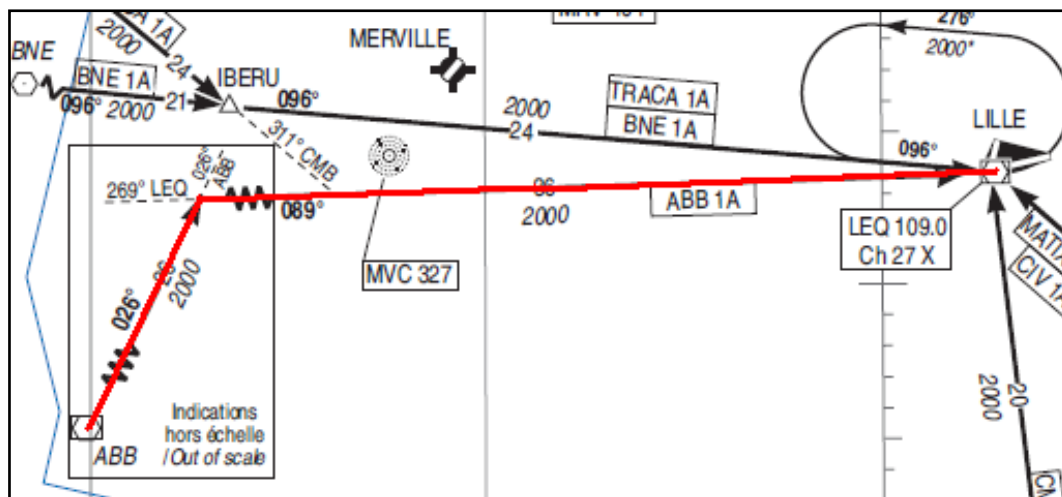 MERVILLE
276°
2000*
BNE
2000
24
BNE 1A
096°
2000
21
IBERU
096°
2000
24
TRACA 1A
BNE 1A
096°
LILLE
311° CMB
026°
ABB
269° LEQ
089°
2000
ABB 1A
LEQ 109.0
Ch 27 X
MVC 327
026°
2000
ABB
Indications
hors échelle
/Out of scale
CIV 1A
20
2000